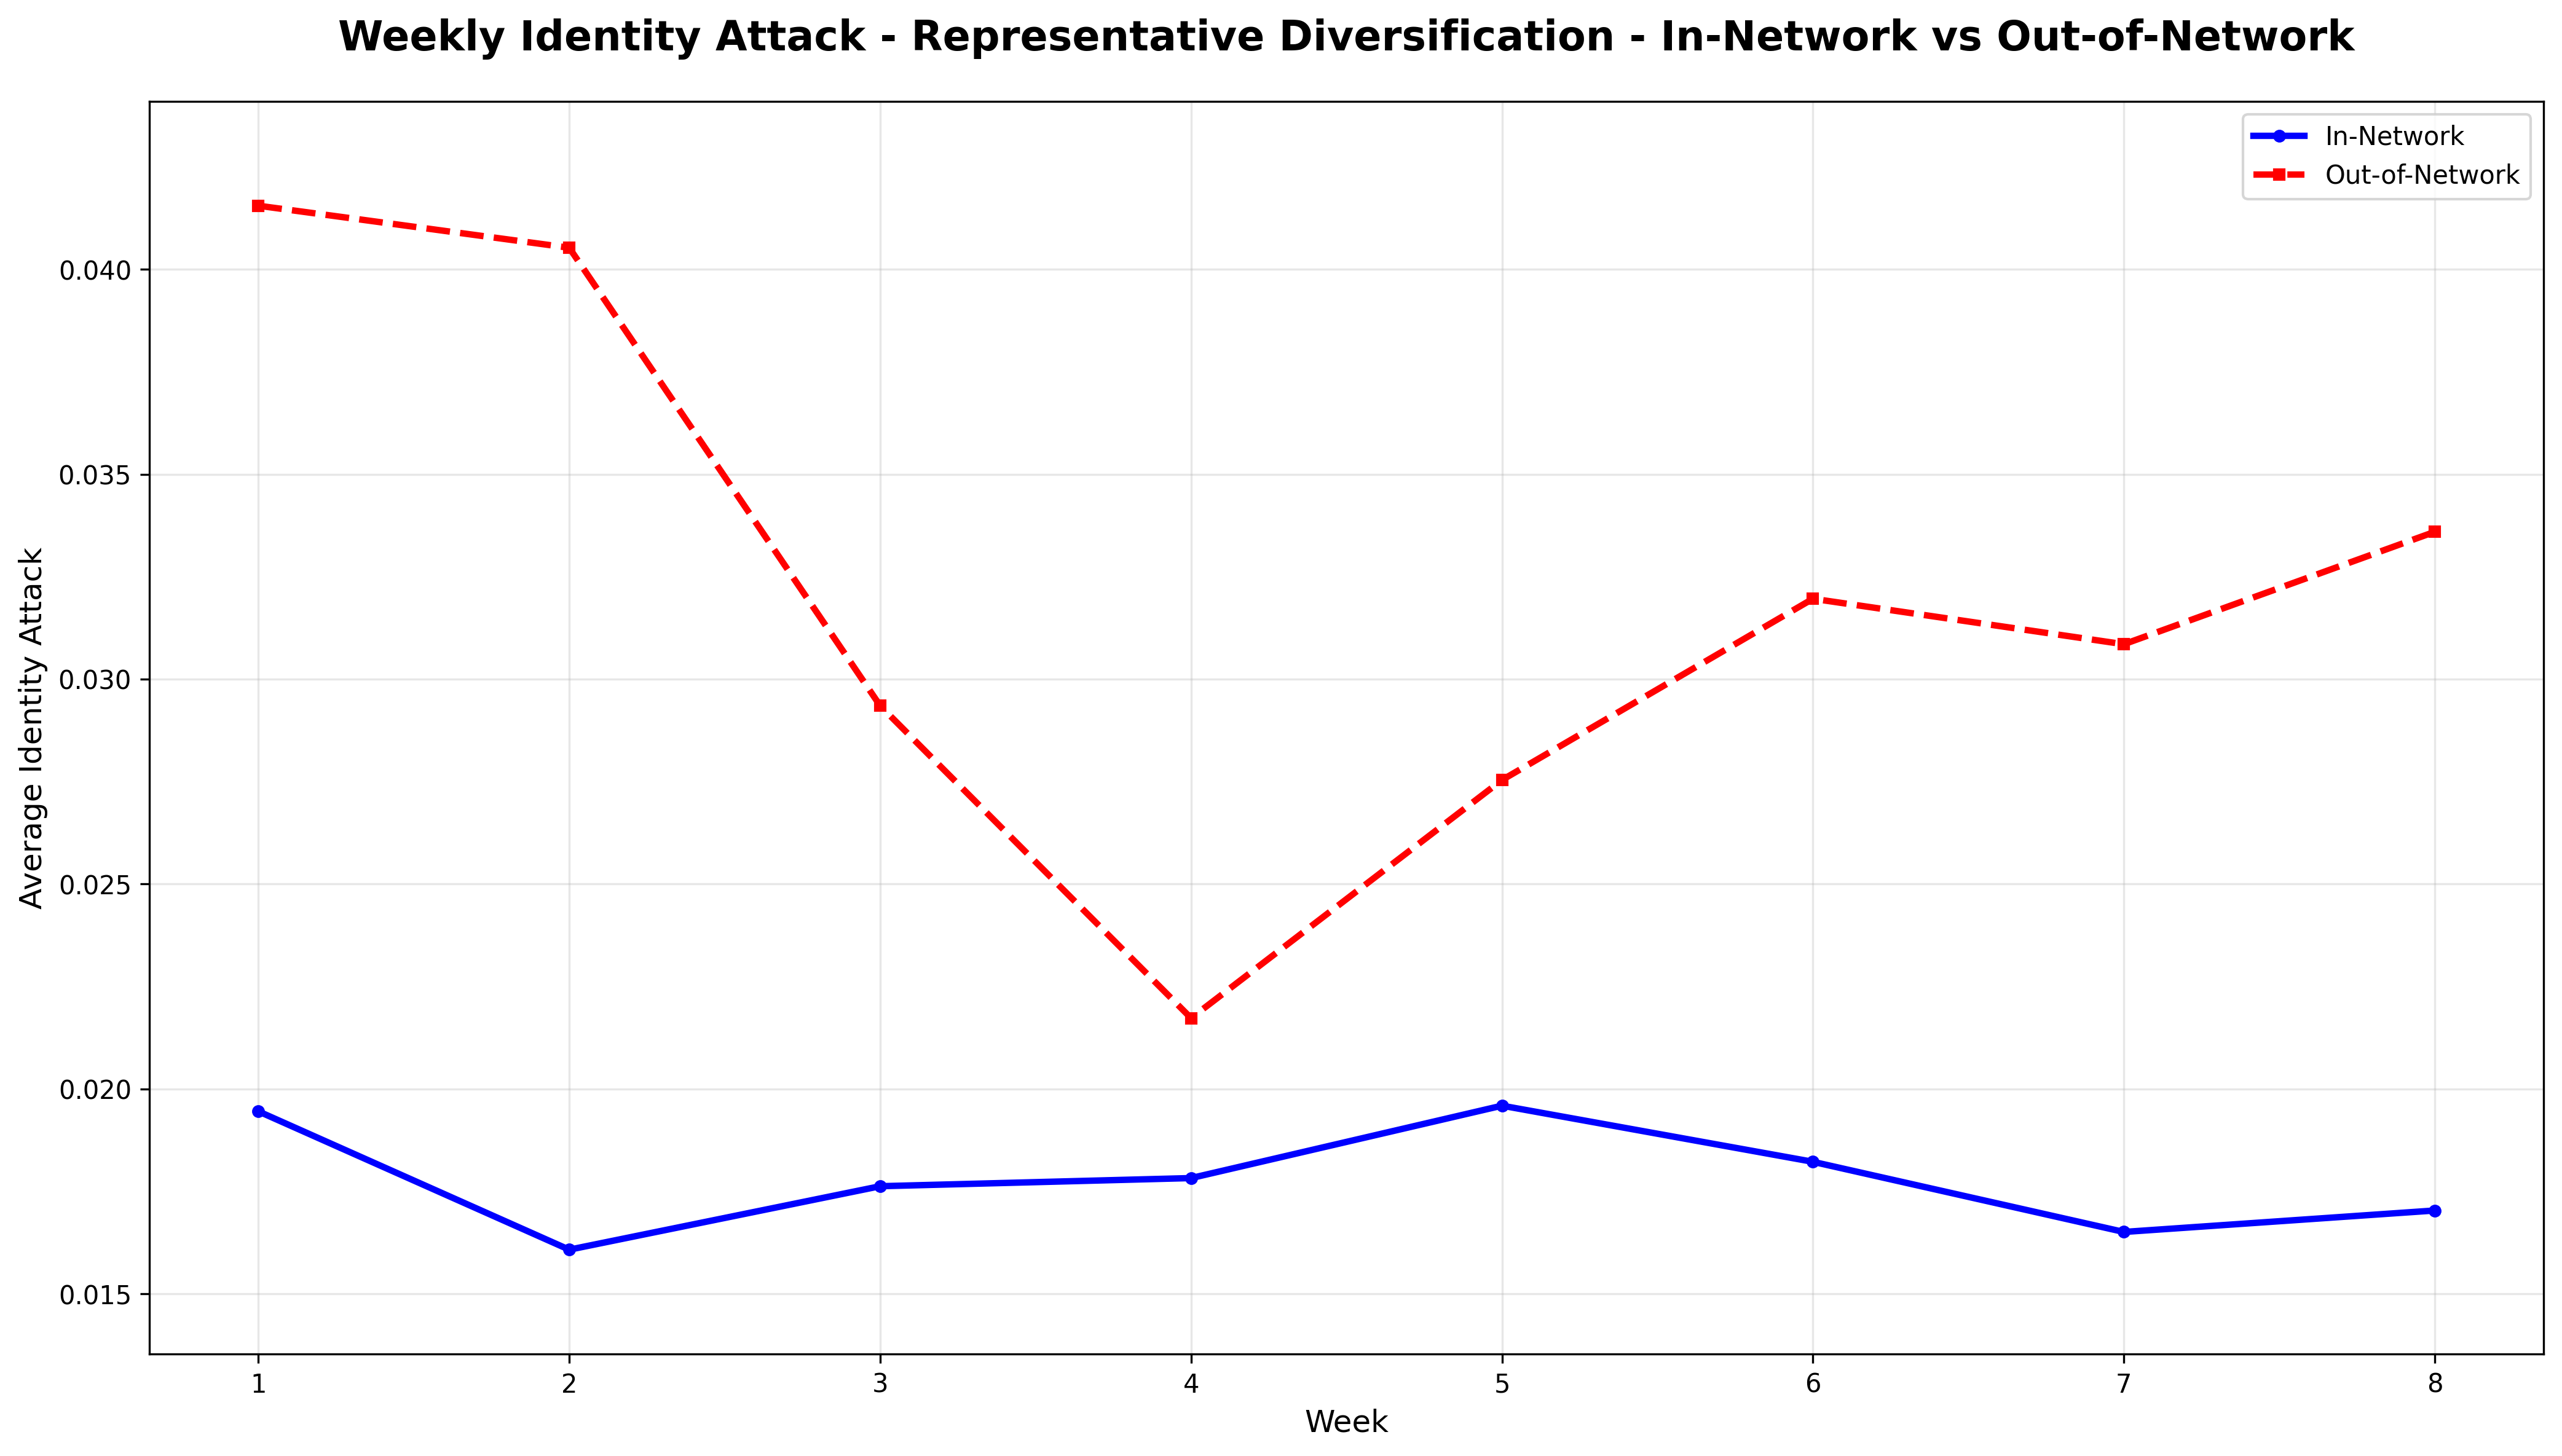 Weekly Identity Attack - Representative Diversification - In-Network vs Out-of-Network
In-Network
Out-of-Network
Average Identity Attack
0.040
0.035
0.030
0.025
0.020
0.015
1 2 3 4 5 6 7 8
Week